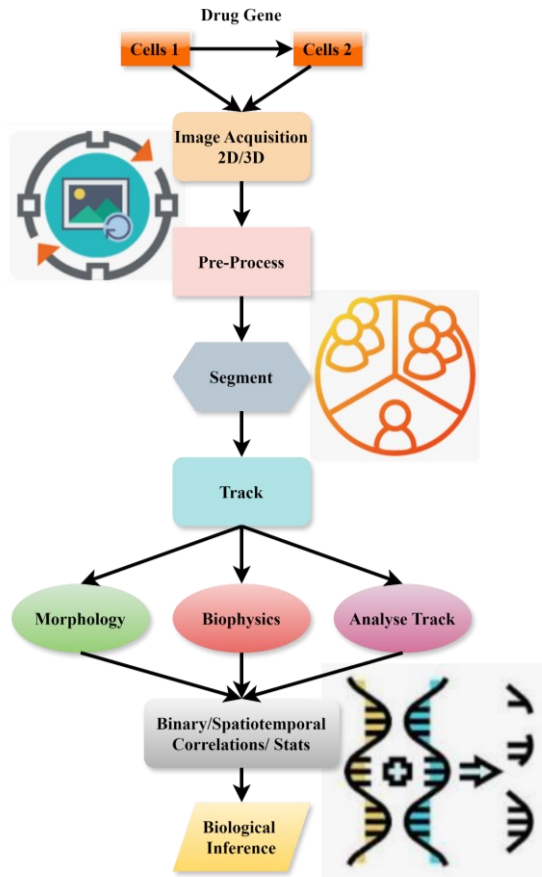 Drug Gene
Cells 1
Cells 2
Image Acquisition
2D/3D
Pre-Process
Segment
Track
Morphology
Biophysics
Analyse Track
Binary/Spatiotemporal
Correlations/ Stats
Biological
Inference